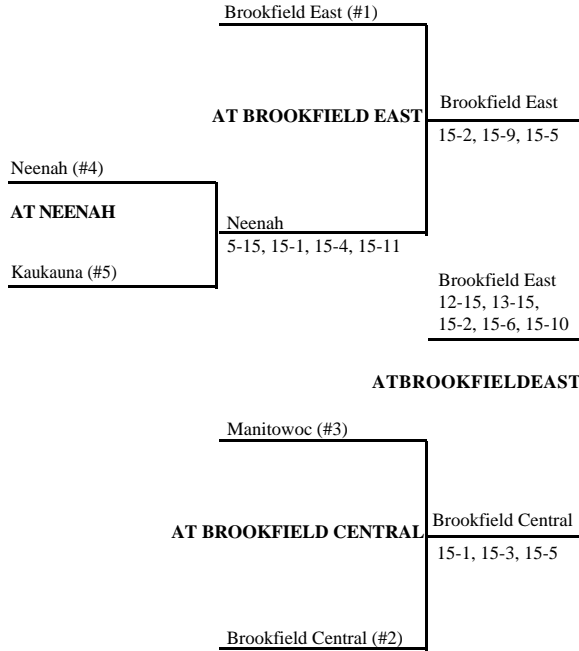 Brookfield East (#1)
AT BROOKFIELD EAST
Brookfield East
15-2, 15-9, 15-5
Neenah (#4)
AT NEENAH
Neenah
5-15, 15-1, 15-4, 15-11
Kaukauna (#5)
Brookfield East
12-15, 13-15,
15-2, 15-6, 15-10
ATBROOKFIELDEAST
Manitowoc (#3)
AT BROOKFIELD CENTRAL
Brookfield Central
15-1, 15-3, 15-5
Brookfield Central (#2)